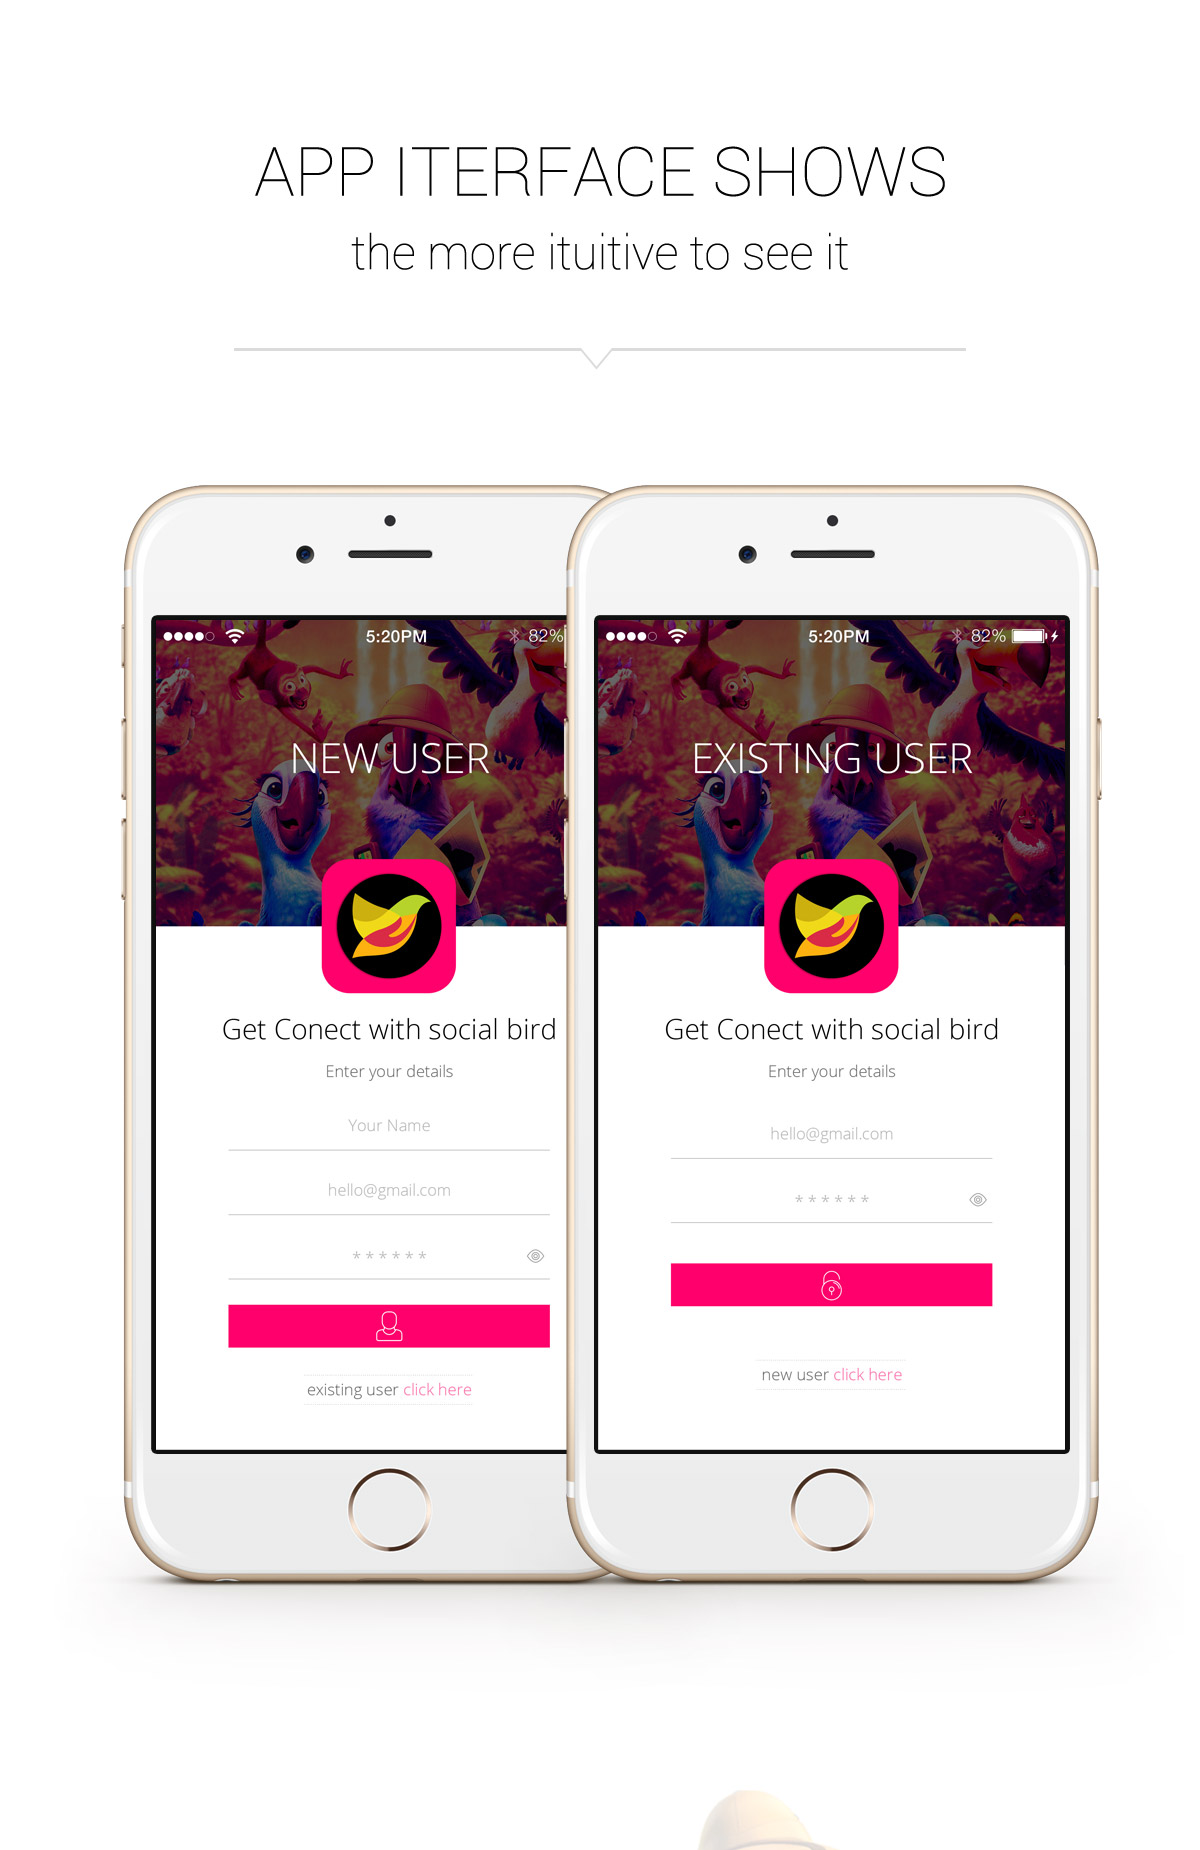 APP ITERFACE SHOWS
the more ituitive to see it
5:20PM
82%
NEW USER
Get Conect with social bird
Enter your details
Your Name
hello@gmail.com
******
existing user click here
5:20PM
82%
EXISTING USER
Get Conect with social bird
Enter your details
hello@gmail.com
******
new user click here